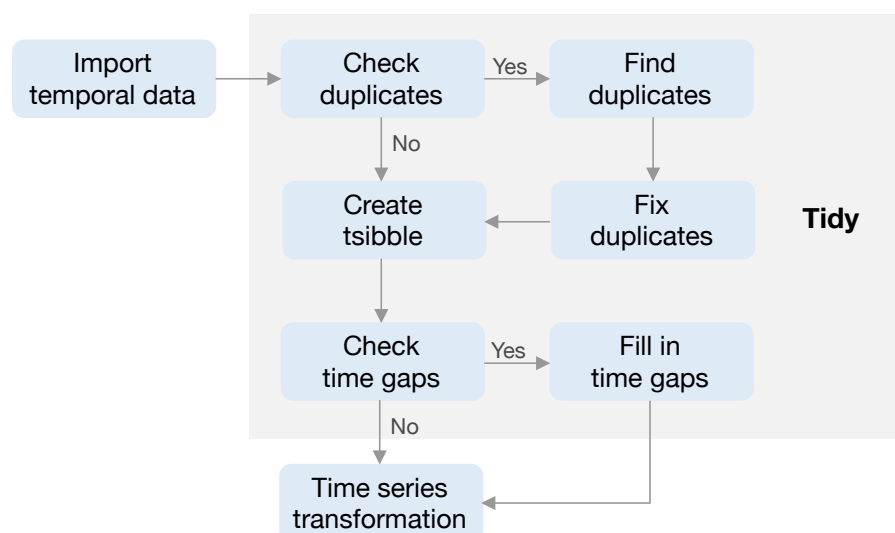 Import
temporal data
Check
duplicates
Yes
Find
duplicates
No
Create
tsibble
Fix
duplicates
Tidy
Check
time gaps
Yes
Fill in
time gaps
No
Time series
transformation